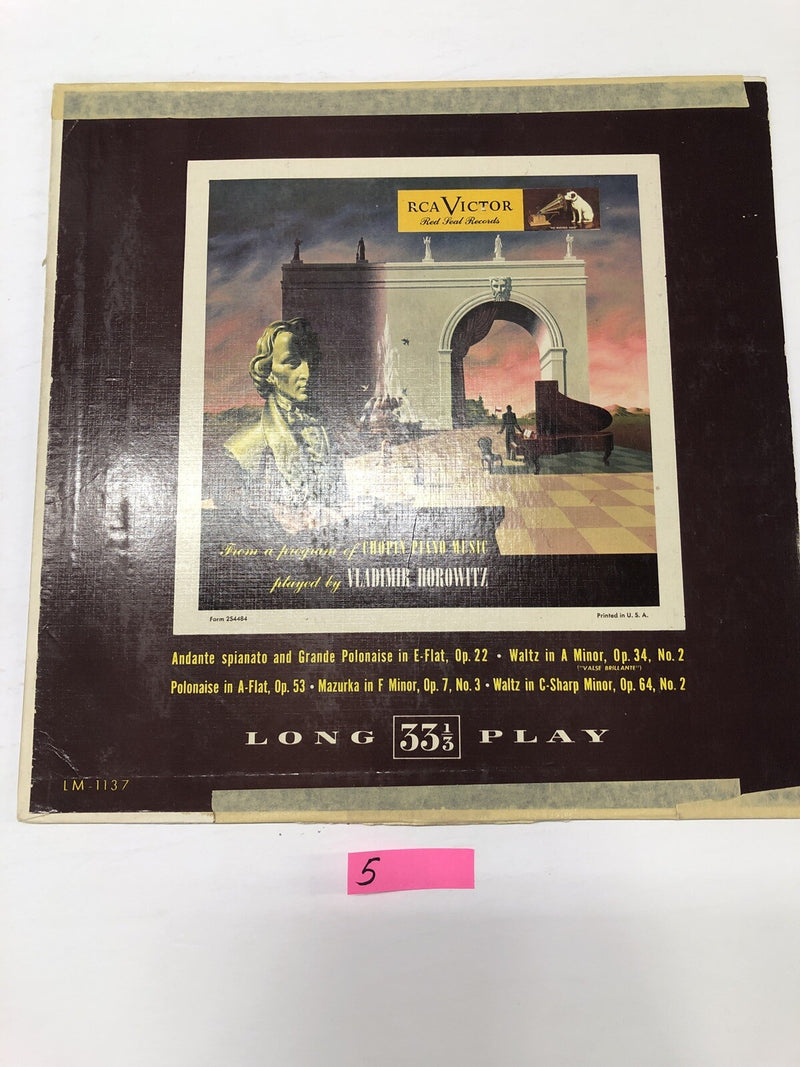 RCA VICTOR
Red Seal Records
From a program of CHOPIN PIANO MUSIC
played by VLADIMIR HOROWITZ
Form 2S4484
Printed in U. S. A.
Andante spianato and Grande Polonaise in E-Flat, Op. 22 • Waltz in A Minor, Op. 34, No. 2
("VALSE BRILLANTE")
Polonaise in A-Flat, Op. 53 • Mazurka in F Minor, Op. 7, No. 3 • Waltz in C-Sharp Minor, Op. 64, No. 2
LONG 33 1/3 PLAY
LM-1137
5